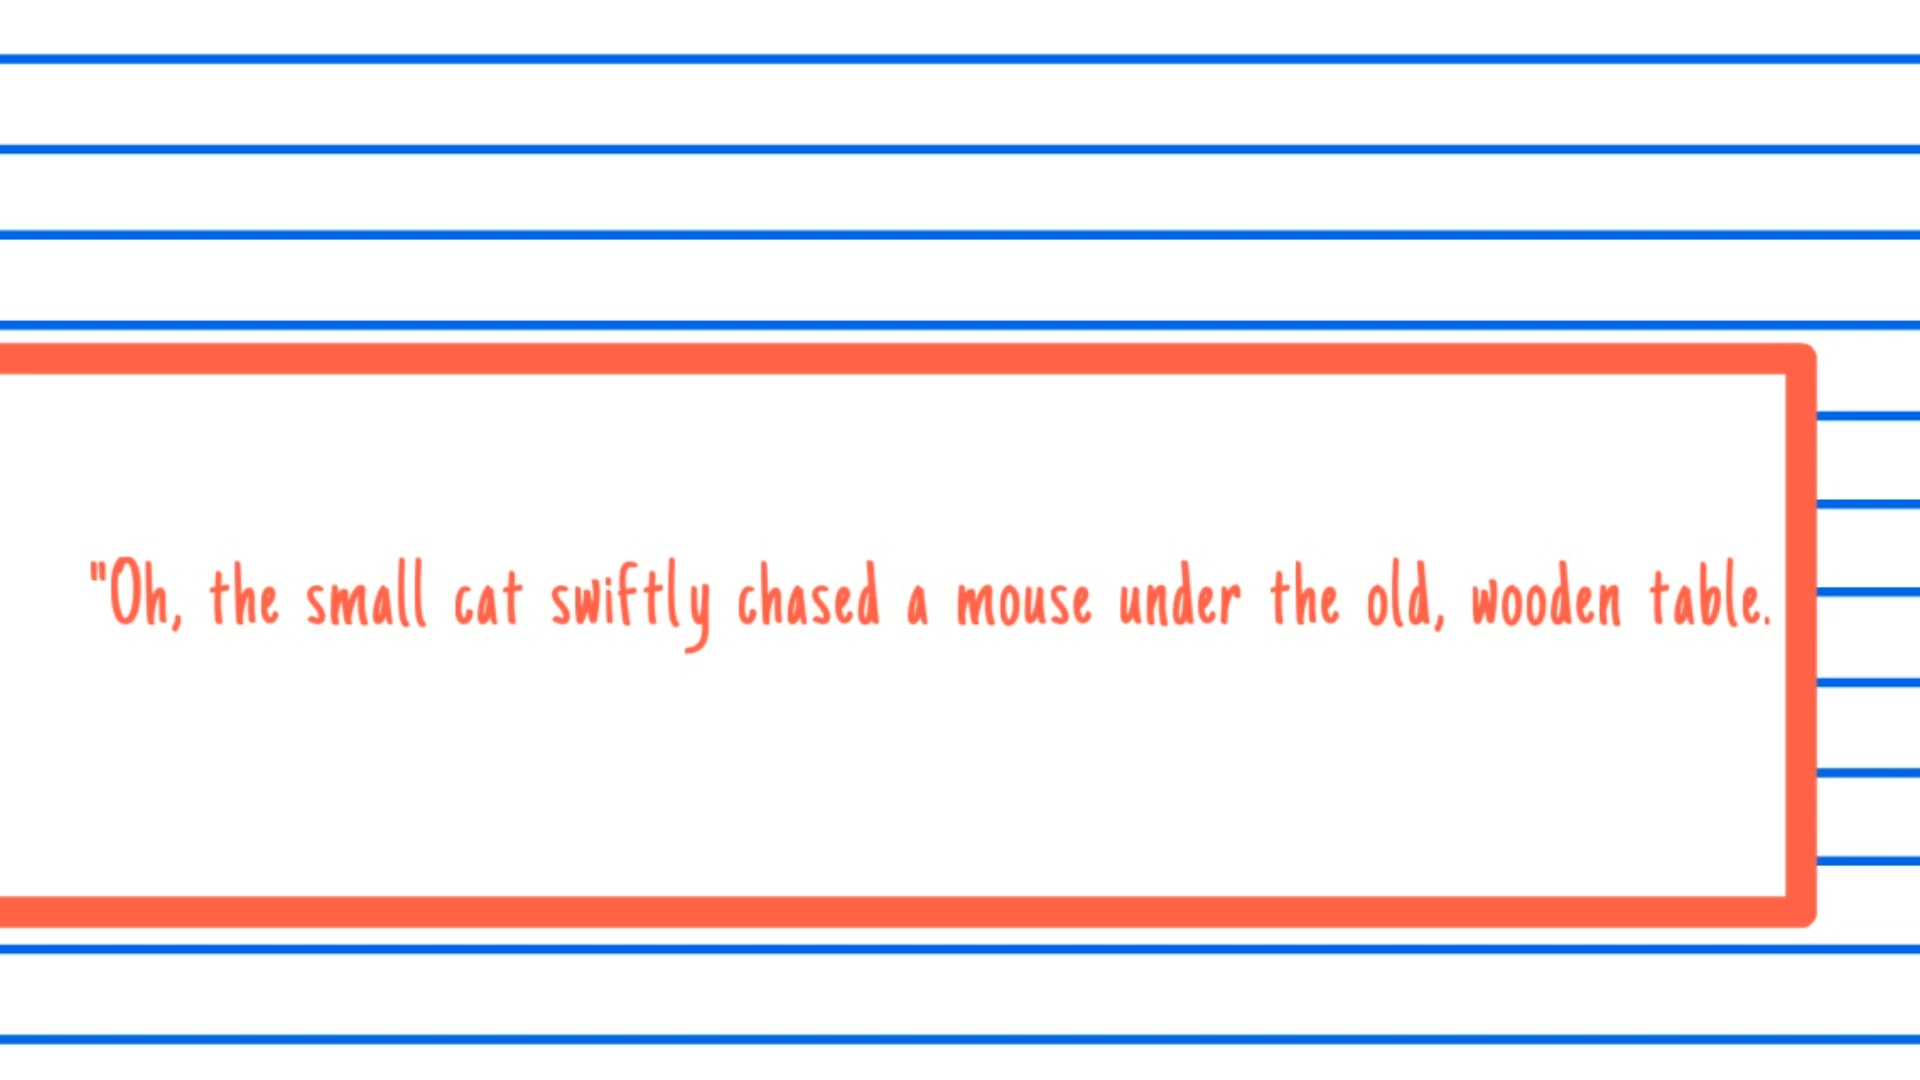 "Oh, the small cat swiftly chased a mouse under the old, wooden table.